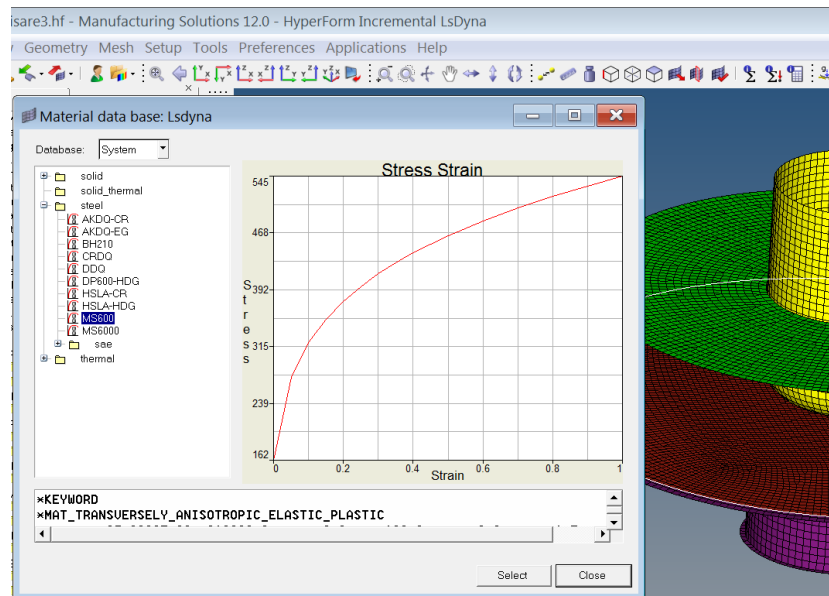 isare3.hf - Manufacturing Solutions 12.0 - HyperForm Incremental LsDyna
Geometry Mesh Setup Tools Preferences Applications Help
Material data base: Lsdyna
Database: System
solid
solid_thermal
steel
AKDQ-CR
AKDQ-EG
BH210
CRDQ
DDQ
DP600-HDG
HSLA-CR
HSLA-HDG
MS600
MS6000
sae
thermal
Stress Strain
545
468
392
315
239
162
Stress
0 0.2 0.4 0.6 0.8 1
Strain
*KEYWORD
*MAT_TRANSVERSELY_ANISOTROPIC_ELASTIC_PLASTIC
Select Close